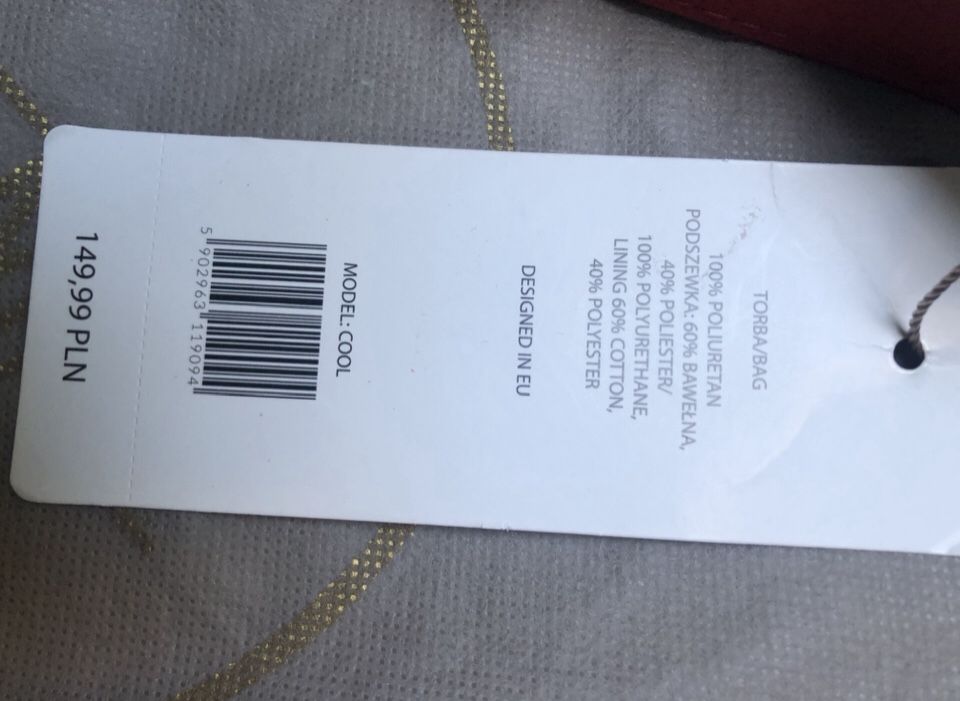 TORBA/BAG
100% POLIURETAN
PODSZEWKA: 60% BAWEŁNA,
40% POLIESTER/
100% POLYURETHANE,
LINING 60% COTTON,
40% POLYESTER
DESIGNED IN EU
MODEL: COOL
5 902963 119094
149,99 PLN